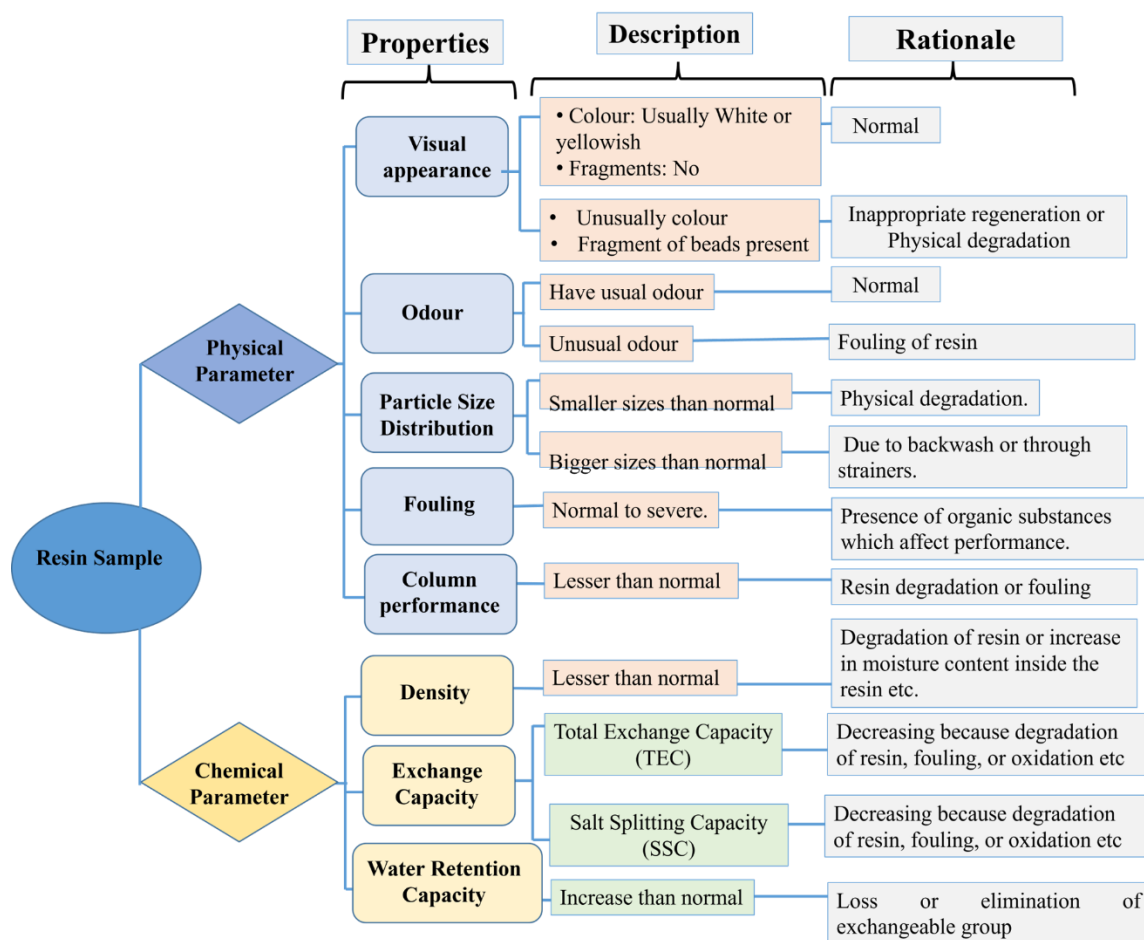 Properties
Description
Rationale
Visual
appearance
• Colour: Usually White or
yellowish
• Fragments: No
Normal
• Unusually colour
• Fragment of beads present
Inappropriate regeneration or
Physical degradation
Odour
Have usual odour
Normal
Unusual odour
Fouling of resin
Physical
Parameter
Particle Size
Distribution
Smaller sizes than normal
Physical degradation.
Bigger sizes than normal
Due to backwash or through
strainers.
Fouling
Normal to severe.
Presence of organic substances
which affect performance.
Resin Sample
Column
performance
Lesser than normal
Resin degradation or fouling
Density
Lesser than normal
Degradation of resin or increase
in moisture content inside the
resin etc.
Chemical
Parameter
Exchange
Capacity
Total Exchange Capacity
(TEC)
Decreasing because degradation
of resin, fouling, or oxidation etc
Salt Splitting Capacity
(SSC)
Decreasing because degradation
of resin, fouling, or oxidation etc
Water Retention
Capacity
Increase than normal
Loss or elimination of
exchangeable group